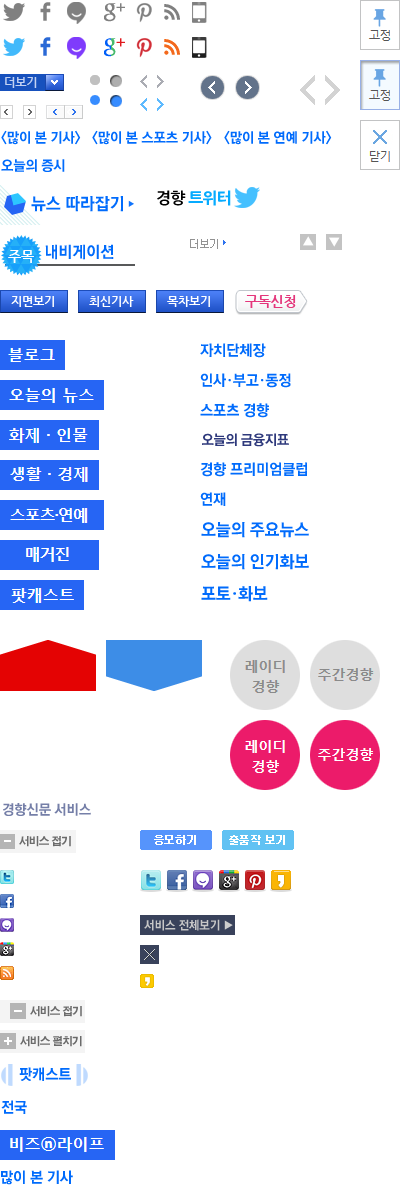 고정
더보기
고정
<많이 본 기사> <많이 본 스포츠 기사> <많이 본 연예 기사>
닫기
오늘의 증시
뉴스 따라잡기
경향 트위터
주목 내비게이션
더보기
지면보기 최신기사 목차보기 구독신청
블로그
자치단체장
오늘의 뉴스
인사·부고·동정
스포츠 경향
화제·인물
오늘의 금융지표
생활·경제
경향 프리미엄클럽
스포츠·연예
연재
오늘의 주요뉴스
매거진
오늘의 인기화보
팟캐스트
포토·화보
레이디 경향
주간경향
레이디 경향
주간경향
경향신문 서비스
서비스 접기
응모하기 출품작 보기
서비스 전체보기 ▶
서비스 접기
서비스 펼치기
팟캐스트
전국
비즈ⓝ라이프
많이 본 기사